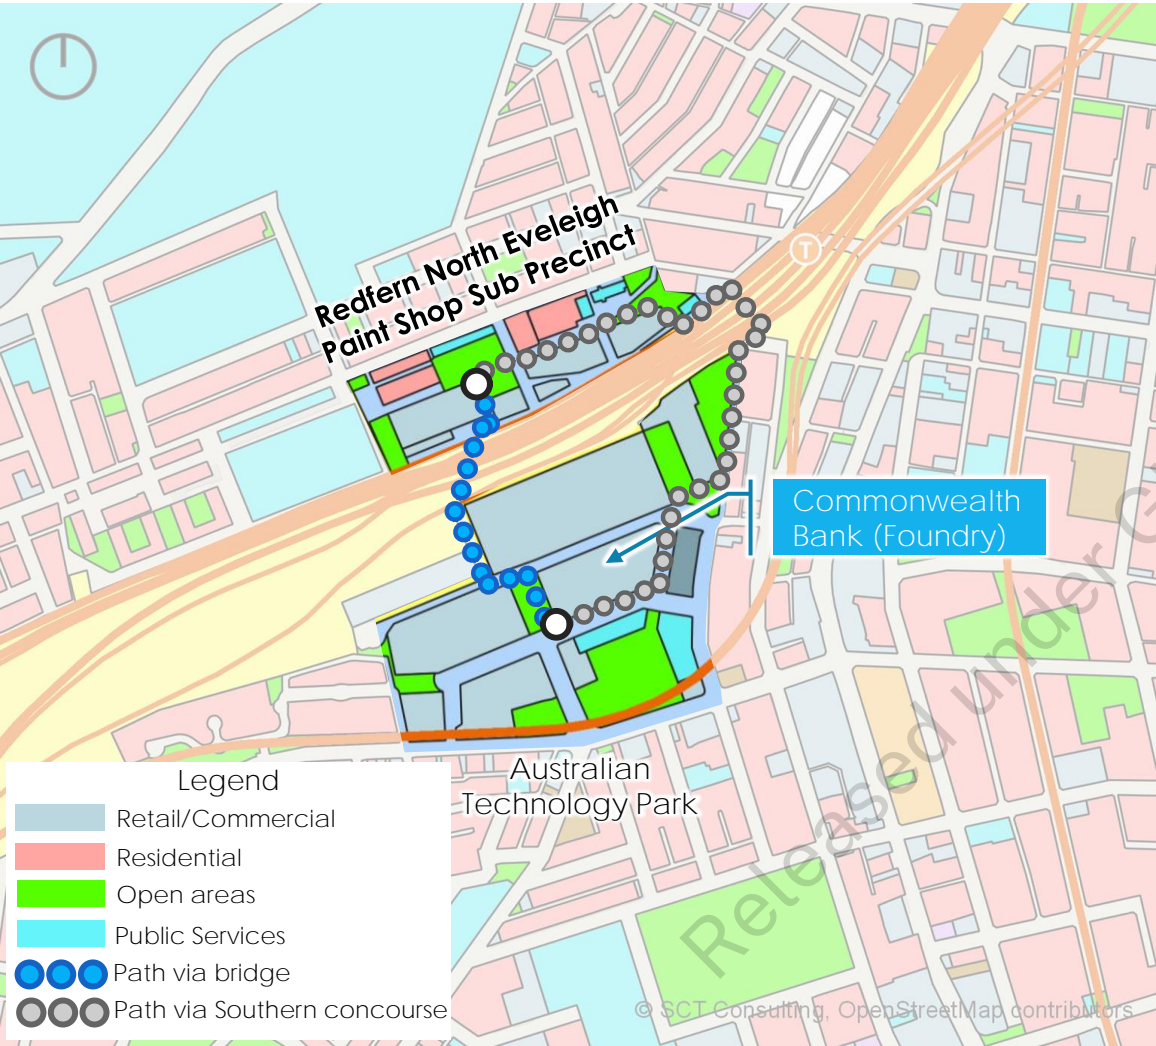 Redfern North Eveleigh
Paint Shop Sub Precinct
T
Commonwealth
Bank (Foundry)
Australian
Technology Park
Legend
Retail/Commercial
Residential
Open areas
Public Services
Path via bridge
Path via Southern concourse
Released under G
© SCT Consulting, OpenStreetMap contributors